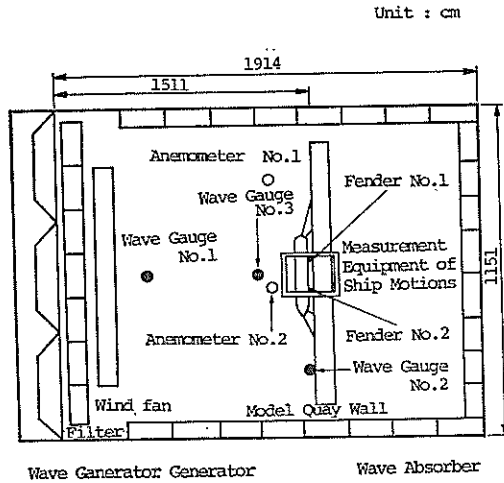 Unit : cm
1914
1511
Anemometer No.1
Wave Gauge
No.3
Fender No.1
Wave Gauge
No.1
Measurement
Equipment of
Ship Motions
1151
Anemometer No.2
Fender No.2
Wave Gauge
No.2
Wind fan
Model Quay Wall
Filter
Wave Ganerator Generator
Wave Absorber